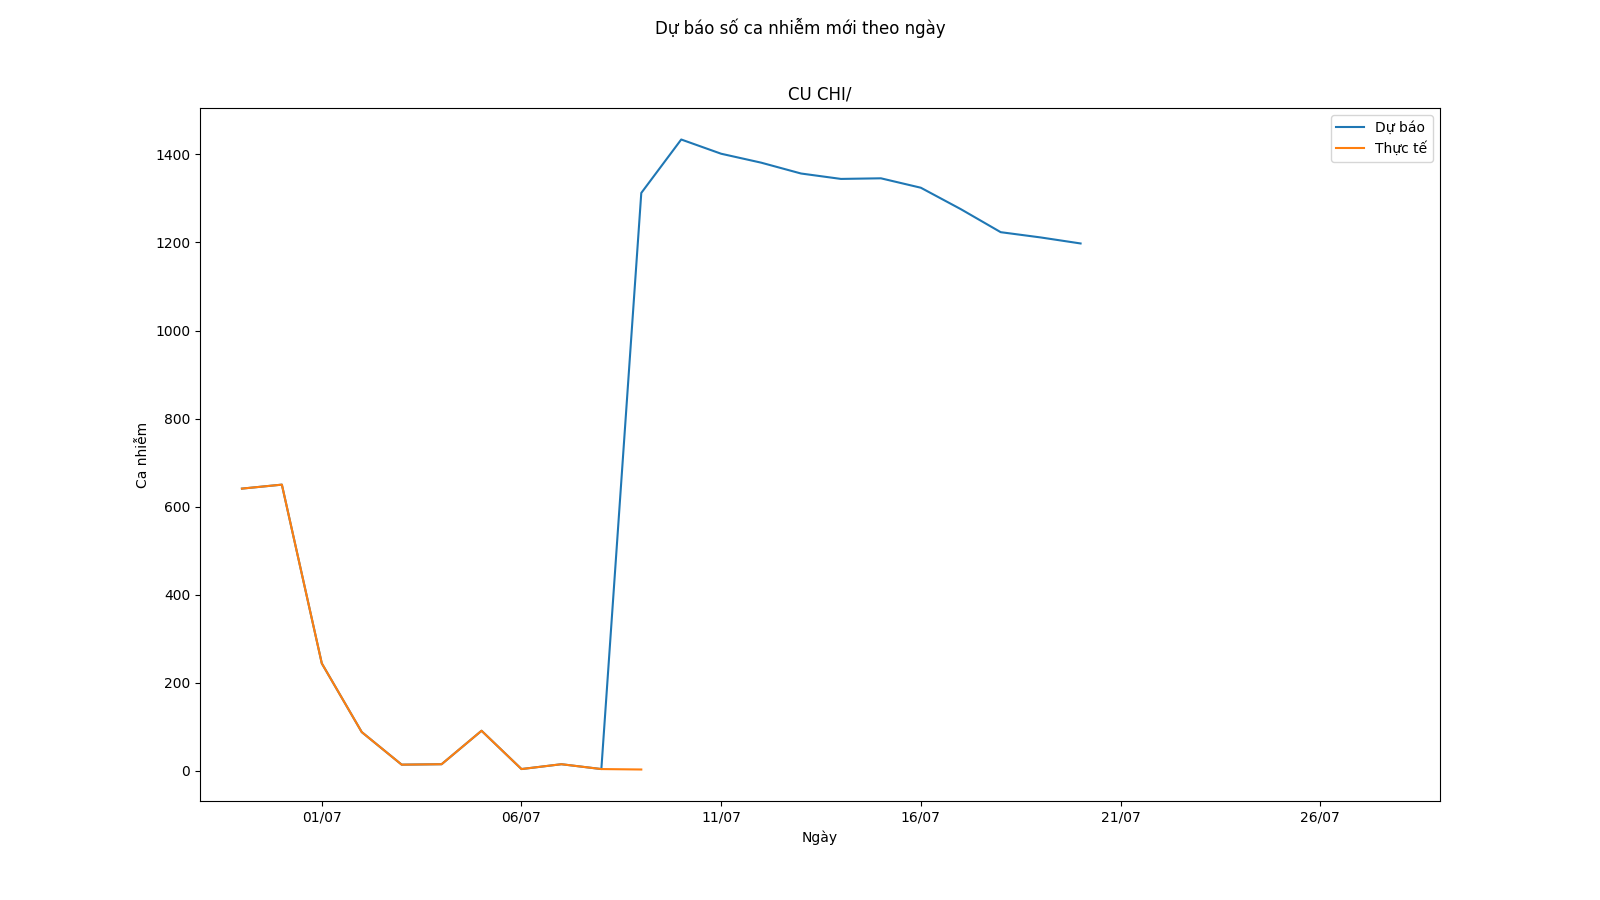 Dự báo số ca nhiễm mới theo ngày
CU CHI/
Dự báo
Thực tế
1400
1200
1000
800
600
400
200
0
Ca nhiễm
01/07
06/07
11/07
16/07
21/07
26/07
Ngày